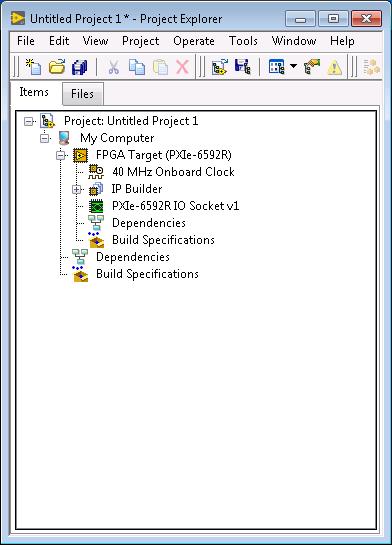 Untitled Project 1 * - Project Explorer
File Edit View Project Operate Tools Window Help
Items Files
Project: Untitled Project 1
My Computer
FPGA Target (PXIe-6592R)
40 MHz Onboard Clock
IP Builder
PXIe-6592R IO Socket v1
Dependencies
Build Specifications
Dependencies
Build Specifications